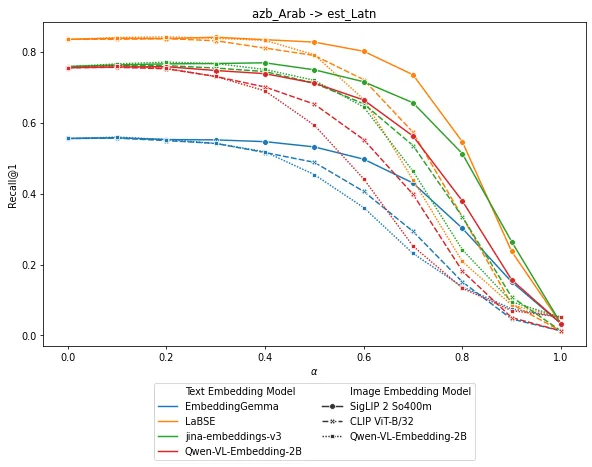 azb_Arab -> est_Latn
Recall@1
0.8
0.6
0.4
0.2
0.0
0.0 0.2 0.4 0.6 0.8 1.0
α
Text Embedding Model Image Embedding Model
EmbeddingGemma SigLIP 2 So400m
LaBSE CLIP ViT-B/32
jina-embeddings-v3 Qwen-VL-Embedding-2B
Qwen-VL-Embedding-2B